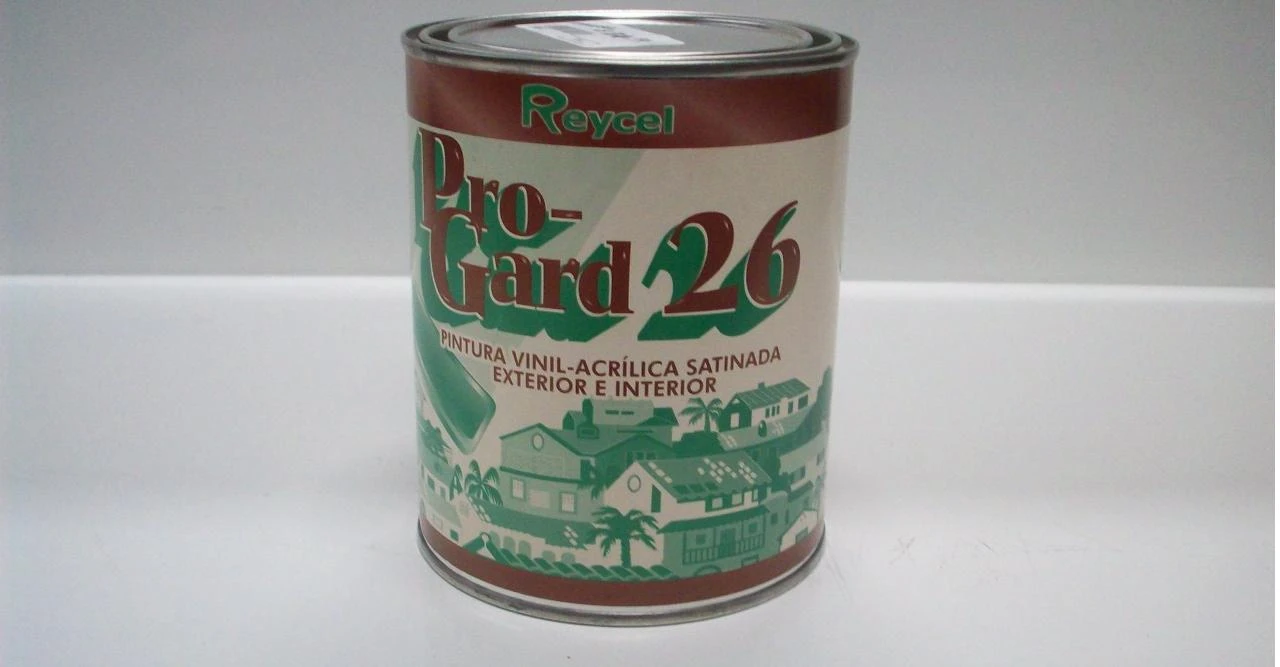 Reycel
Pro-
Gard 26
PINTURA VINIL-ACRÍLICA SATINADA
EXTERIOR E INTERIOR